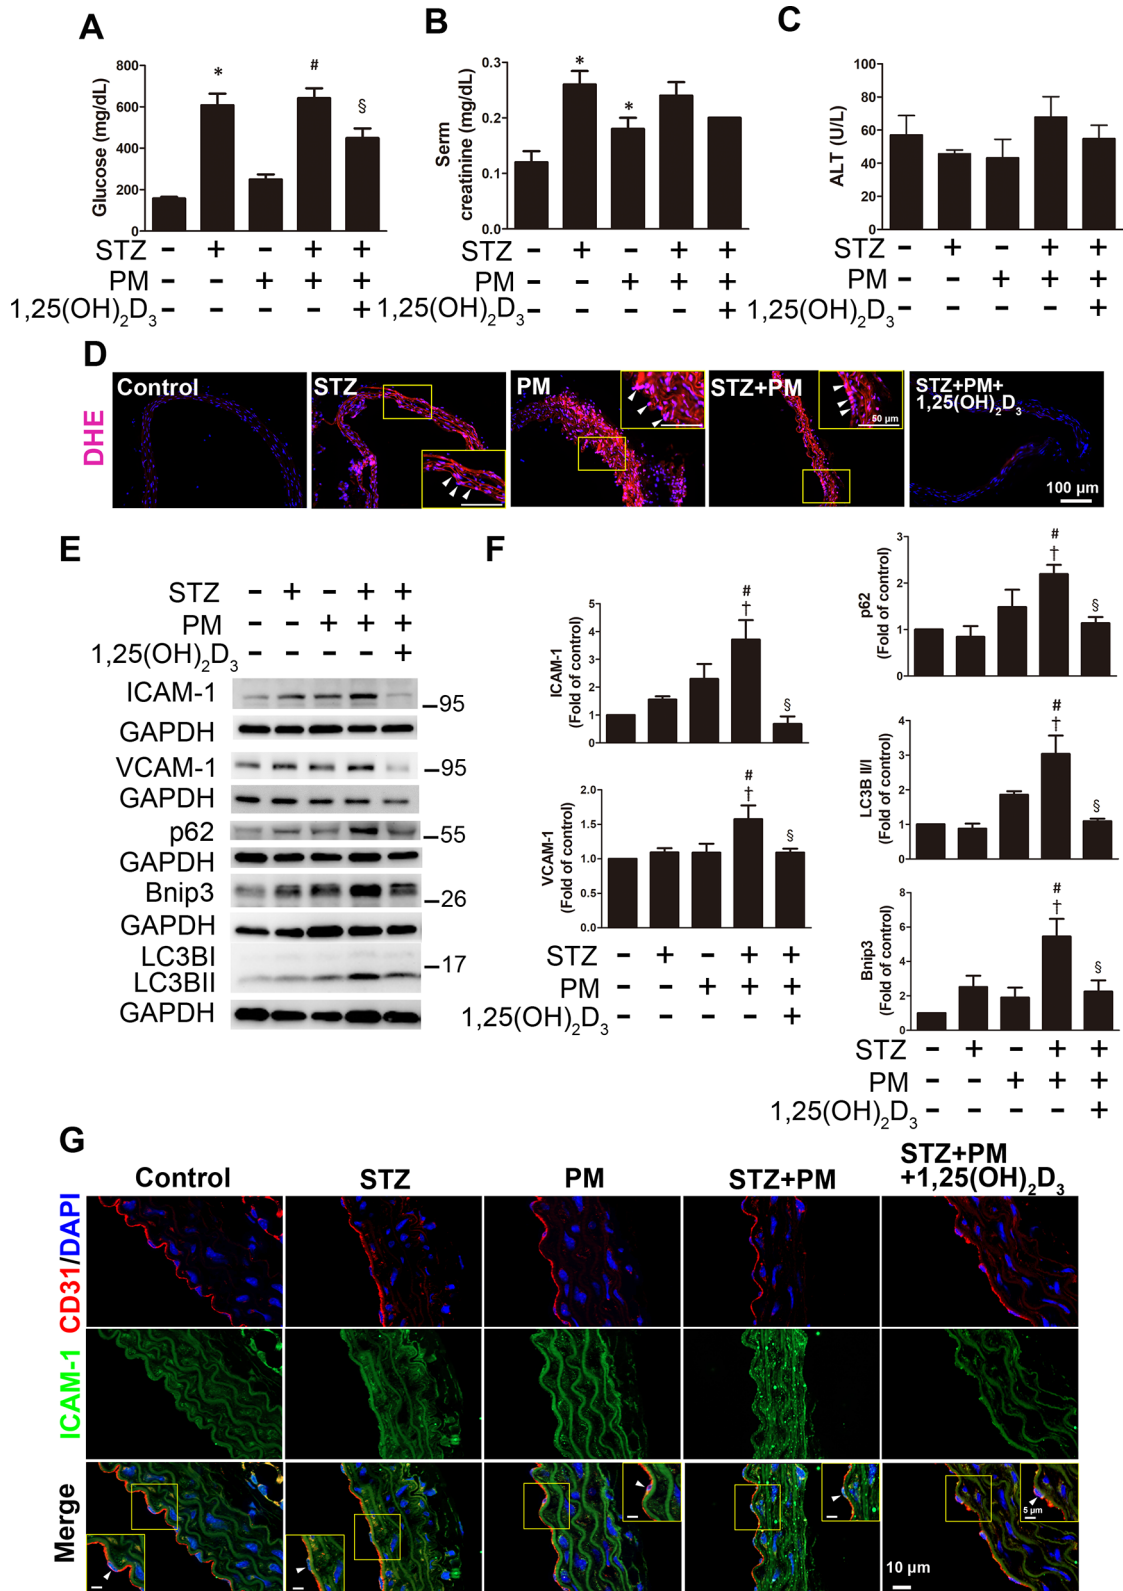 A
Glucose (mg/dL)
800
600
400
200
0
* # §
STZ - + - + +
PM - - + + +
1,25(OH)2D3 - - - - +
B
Serm
creatinine (mg/dL)
0.3
0.2
0.1
0.0
* *
STZ - + - + +
PM - - + + +
1,25(OH)2D3 - - - - +
C
ALT (U/L)
100
80
60
40
20
0
STZ - + - + +
PM - - + + +
1,25(OH)2D3 - - - - +
D
DHE
Control
STZ
PM
STZ+PM
50 µm
STZ+PM+
1,25(OH)2D3
100 µm
E
STZ - + - + +
PM - - + + +
1,25(OH)2D3 - - - - +
ICAM-1 –95
GAPDH
VCAM-1 –95
GAPDH
p62 –55
GAPDH
Bnip3 –26
GAPDH
LC3BI –17
LC3BII
GAPDH
F
ICAM-1
(Fold of control)
5
4
3
2
1
0
#
† §
VCAM-1
(Fold of control)
2.0
1.5
1.0
0.5
0.0
#
† §
STZ - + - + +
PM - - + + +
1,25(OH)2D3 - - - - +
p62
(Fold of control)
3
2
1
0
#
† §
LC3B II/I
(Fold of control)
4
3
2
1
0
#
† §
Bnip3
(Fold of control)
8
6
4
2
0
#
† §
STZ - + - + +
PM - - + + +
1,25(OH)2D3 - - - - +
G
Control
STZ
PM
STZ+PM
STZ+PM
+1,25(OH)2D3
CD31/DAPI
ICAM-1
Merge
5 µm
10 µm